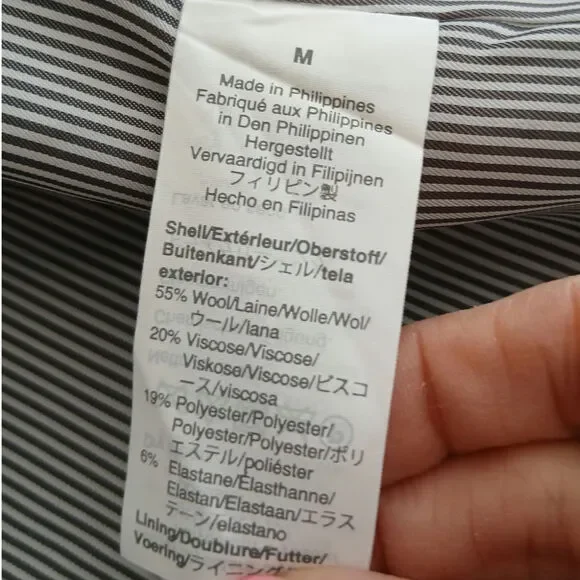 M
Made in Philippines
Fabriqué aux Philippines
in Den Philippinen
Hergestellt
Vervaardigd in Filipijnen
フィリピン製
Hecho en Filipinas
Shell/Extérieur/Oberstoff/
Buitenkant/シェル/tela
exterior:
55% Wool/Laine/Wolle/Wol/
ウール/lana
20% Viscose/Viscose/
Viskose/Viscose/ビスコ
ース/viscosa
19% Polyester/Polyester/
Polyester/Polyester/ポリ
エステル/poliéster
6% Elastane/Élasthanne/
Elastan/Elastaan/エラス
テーン/elastano
Lining/Doublure/Futter/
Voering/ライニング